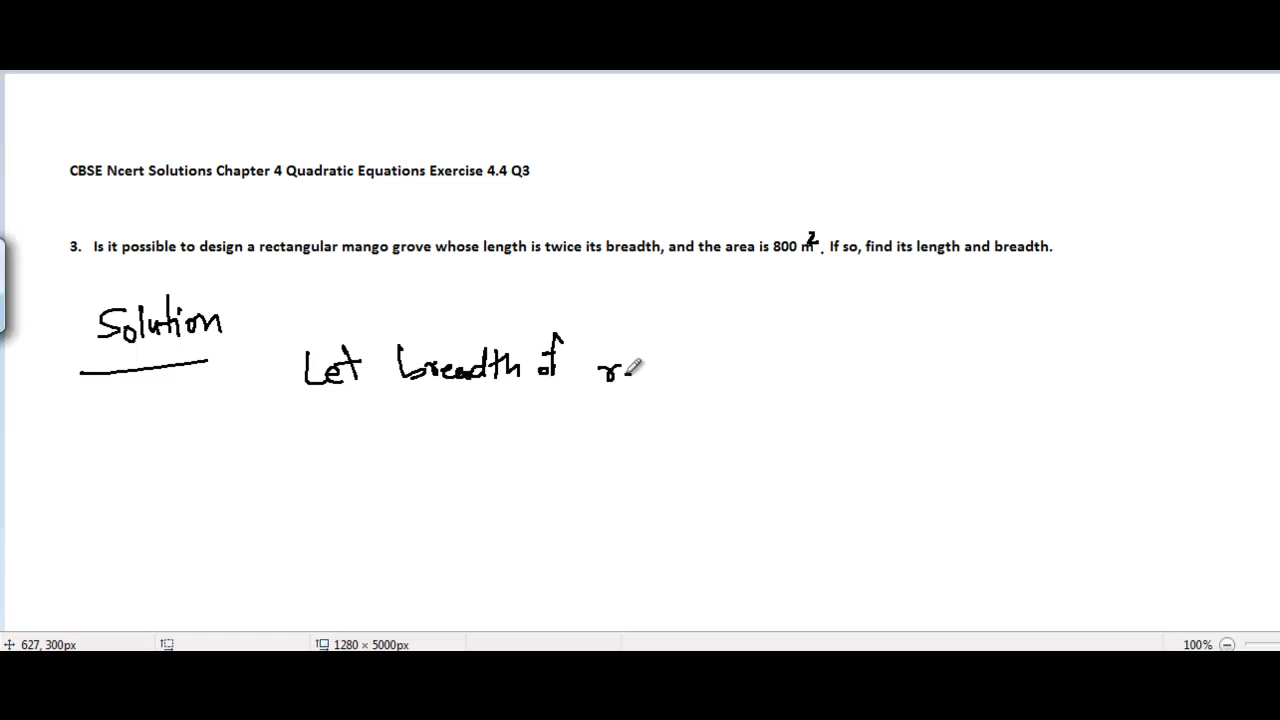 CBSE Ncert Solutions Chapter 4 Quadratic Equations Exercise 4.4 Q3
3. Is it possible to design a rectangular mango grove whose length is twice its breadth, and the area is 800 m². If so, find its length and breadth.
Solution
Let breadth of r
627, 300px 1280 × 5000px 100%